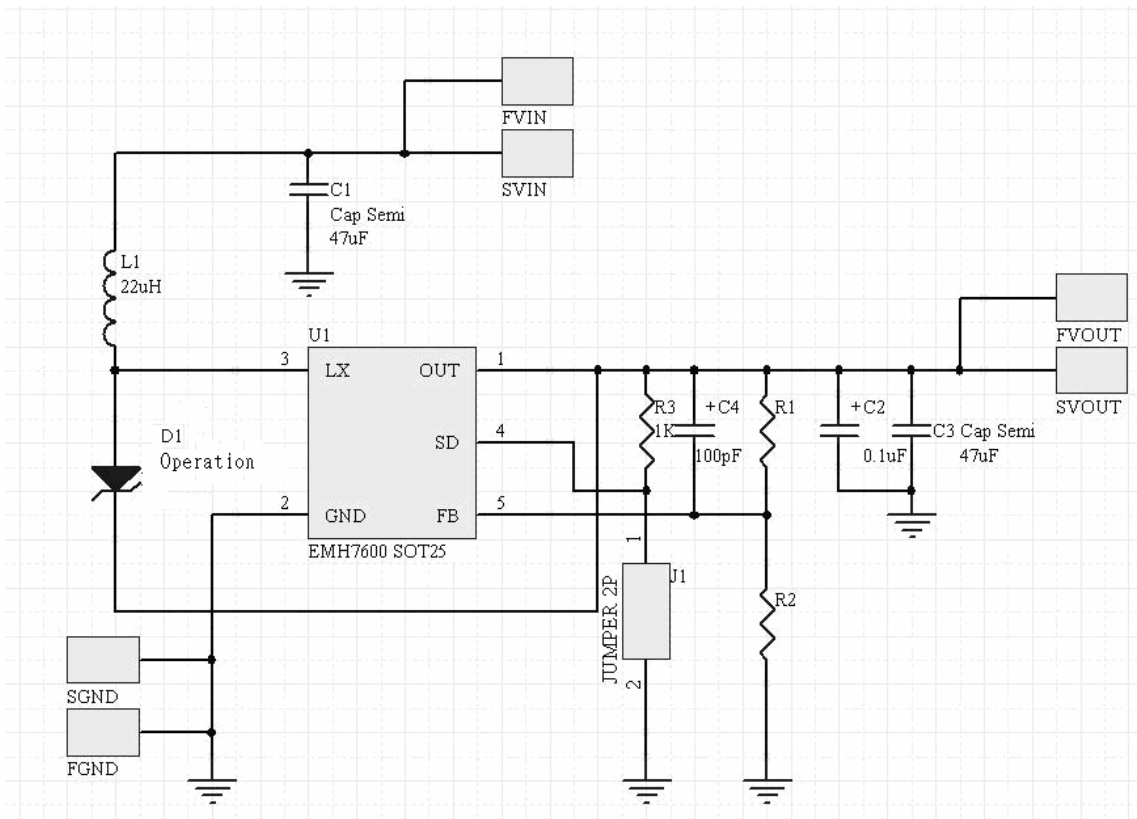 FVIN
SVIN
C1
Cap Semi
47uF
L1
22uH
FVOUT
SVOUT
U1
3
LX
OUT
1
R3
1K
+C4
100pF
R1
+C2
0.1uF
C3 Cap Semi
47uF
D1
Operation
SD
4
2
GND
FB
5
EMH7600 SOT25
1
J1
JUMPER 2P
2
R2
SGND
FGND